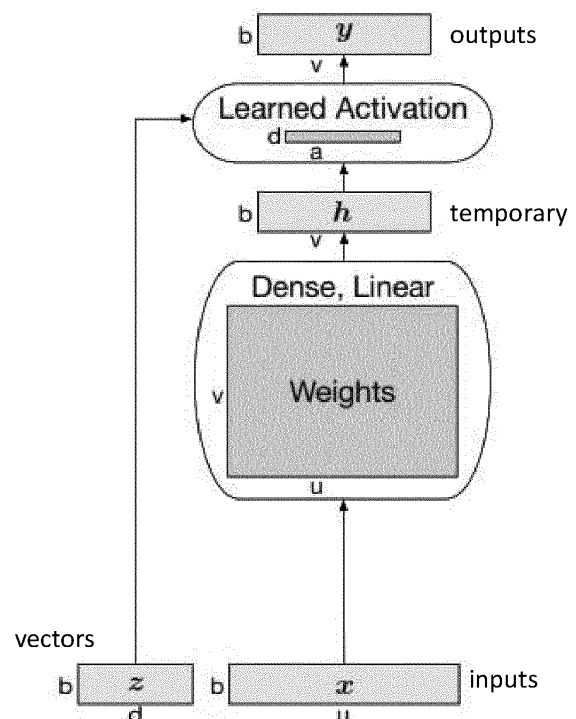 b y outputs
v
Learned Activation
d
a
b h temporary
v
Dense, Linear
Weights
v
u
vectors
b z b x inputs
d u